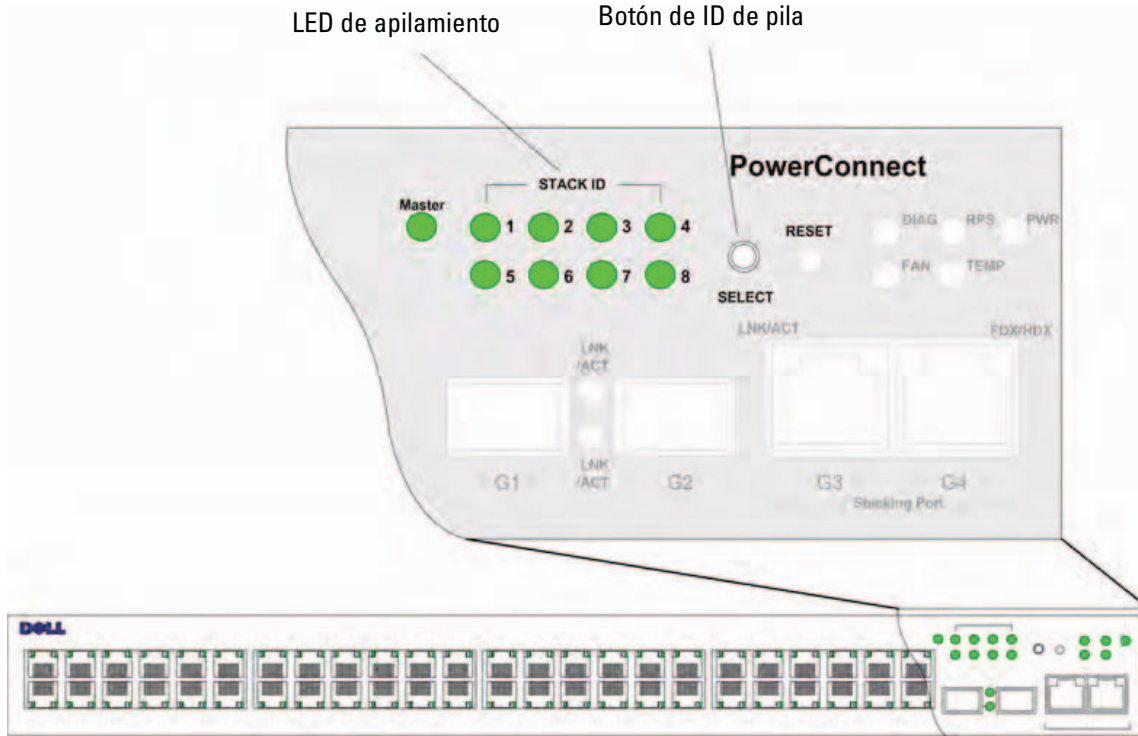 LED de apilamiento
Botón de ID de pila
PowerConnect
STACK ID
Master
1 2 3 4
5 6 7 8
SELECT
RESET
DIAG RPS PWR
FAN TEMP
LNK/ACT
FDX/HDX
LNK
/ACT
LNK
/ACT
G1
G2
G3
G4
Stacking Port
DELL